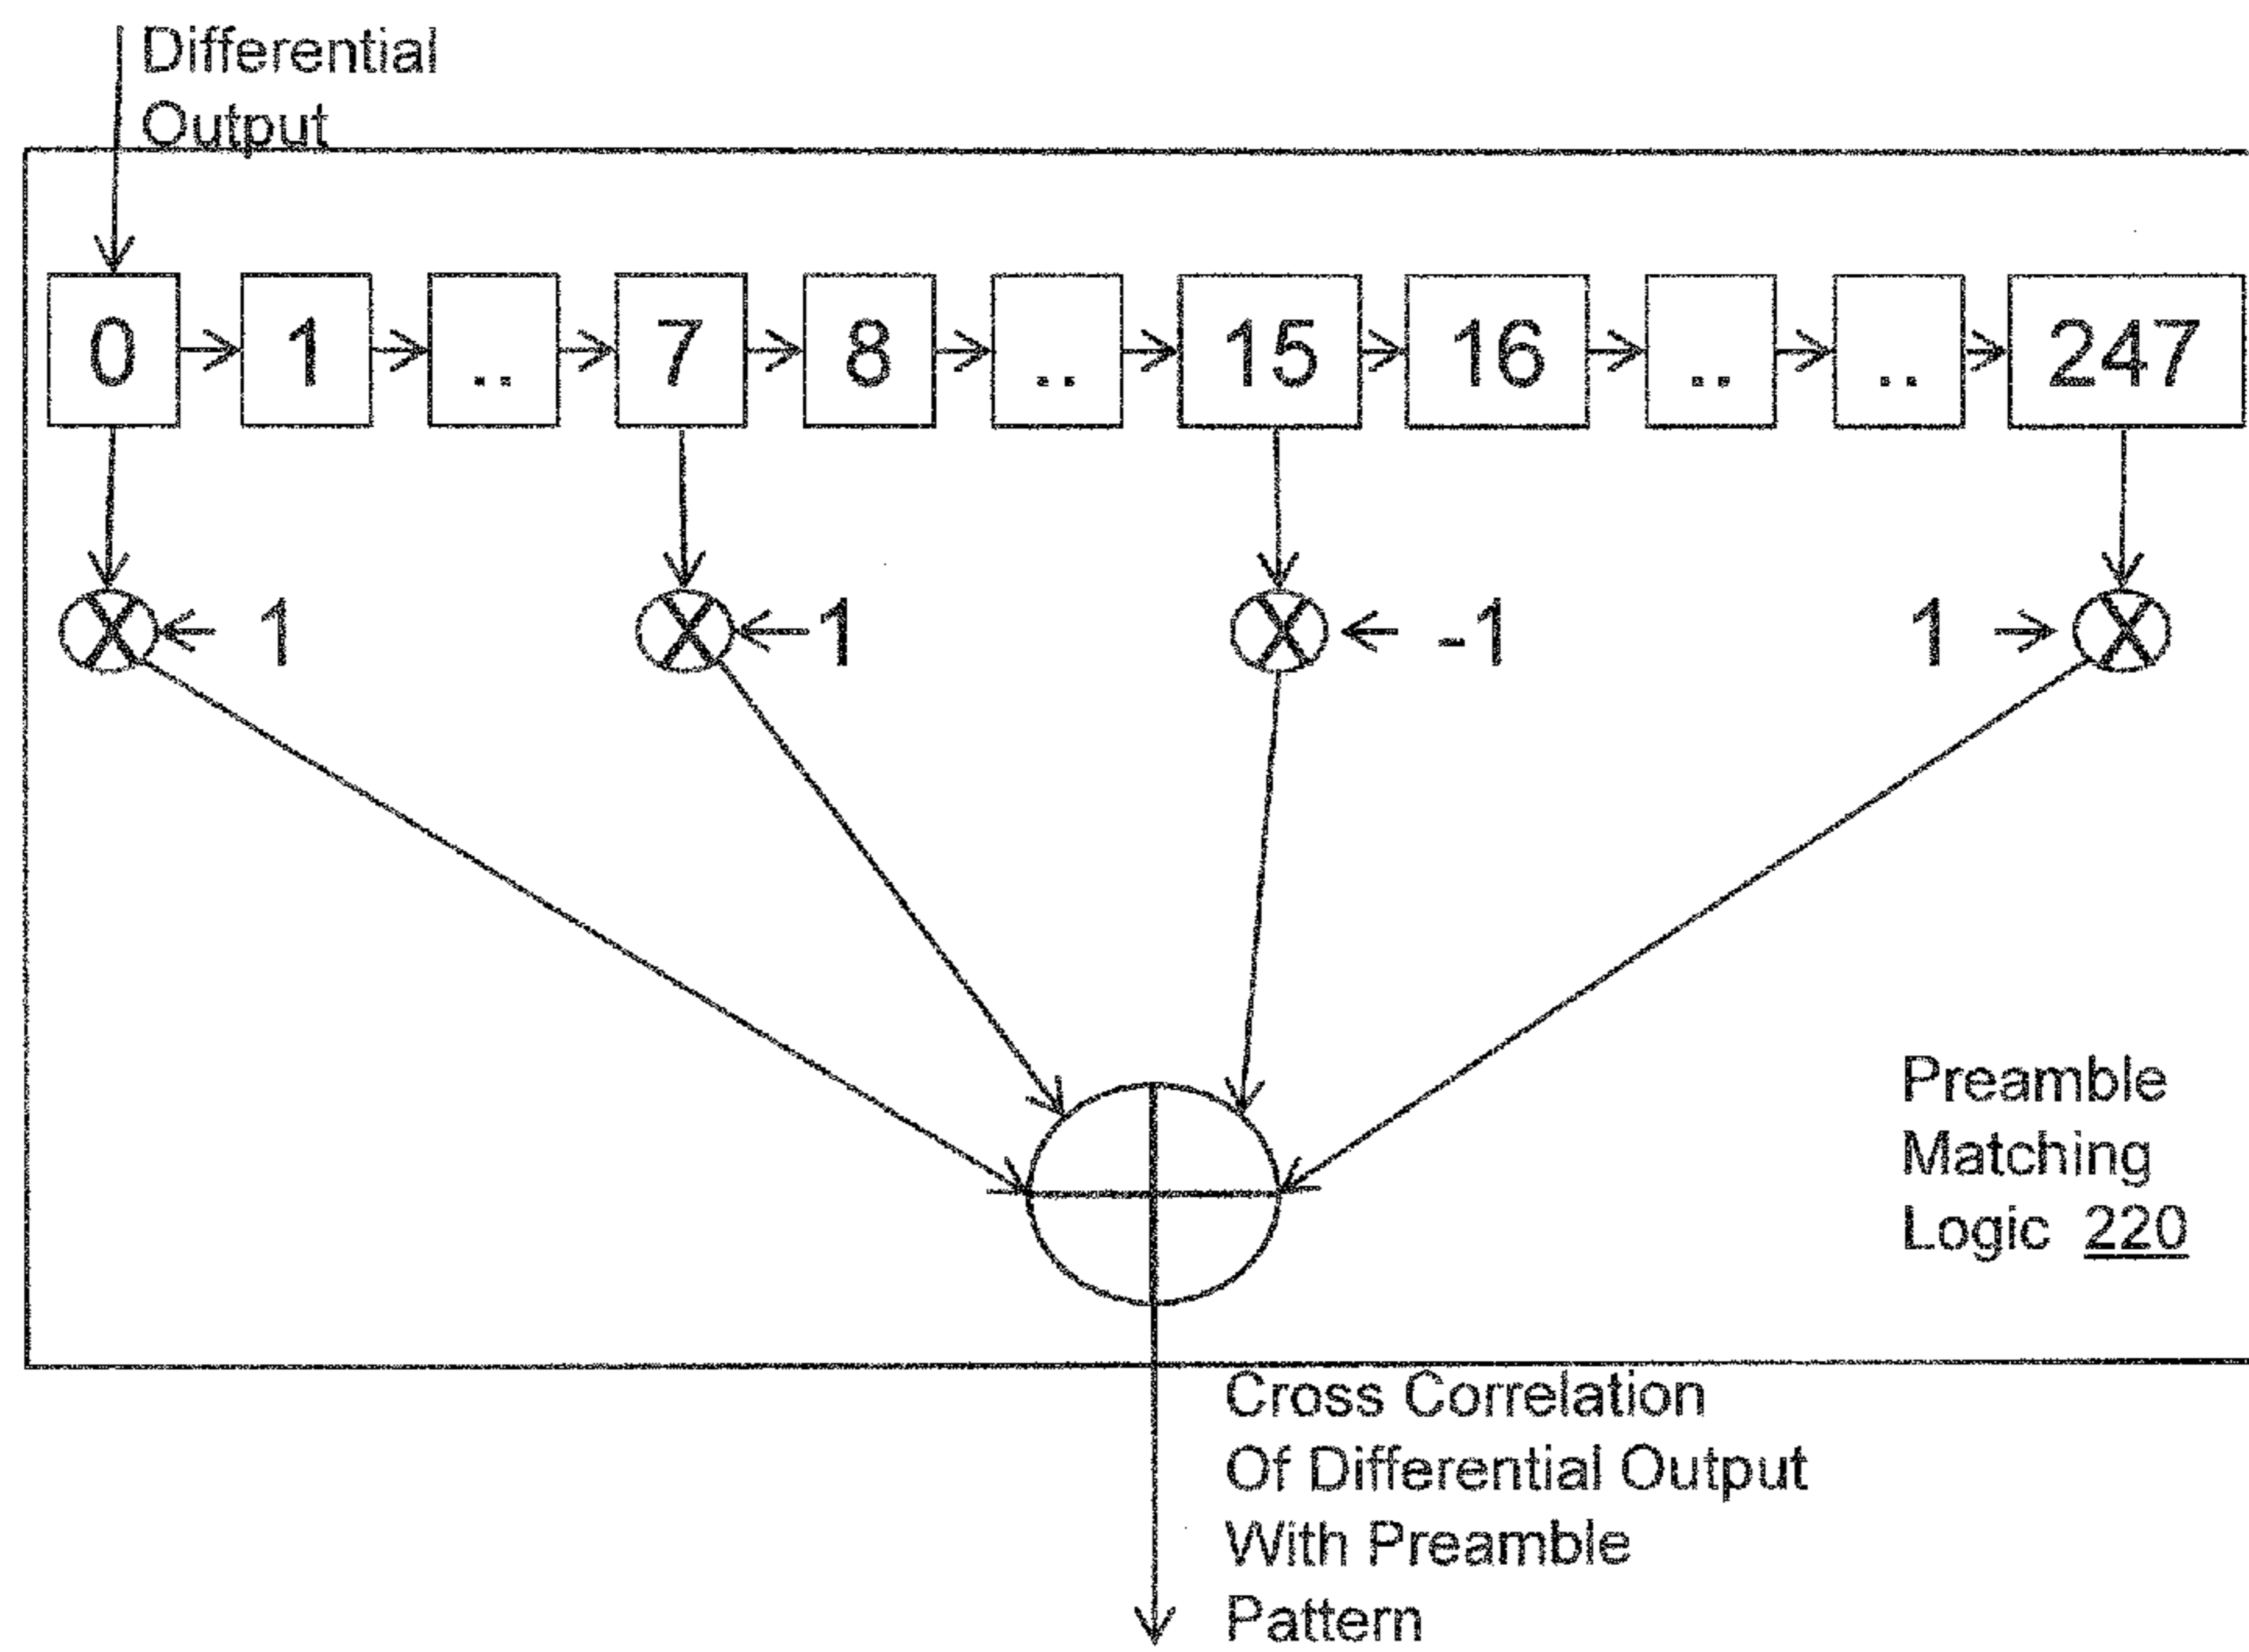 Differential
Output
0 1 .. 7 8 .. 15 16 .. .. 247
1 1 -1 1
Preamble
Matching
Logic 220
Cross Correlation
Of Differential Output
With Preamble
Pattern